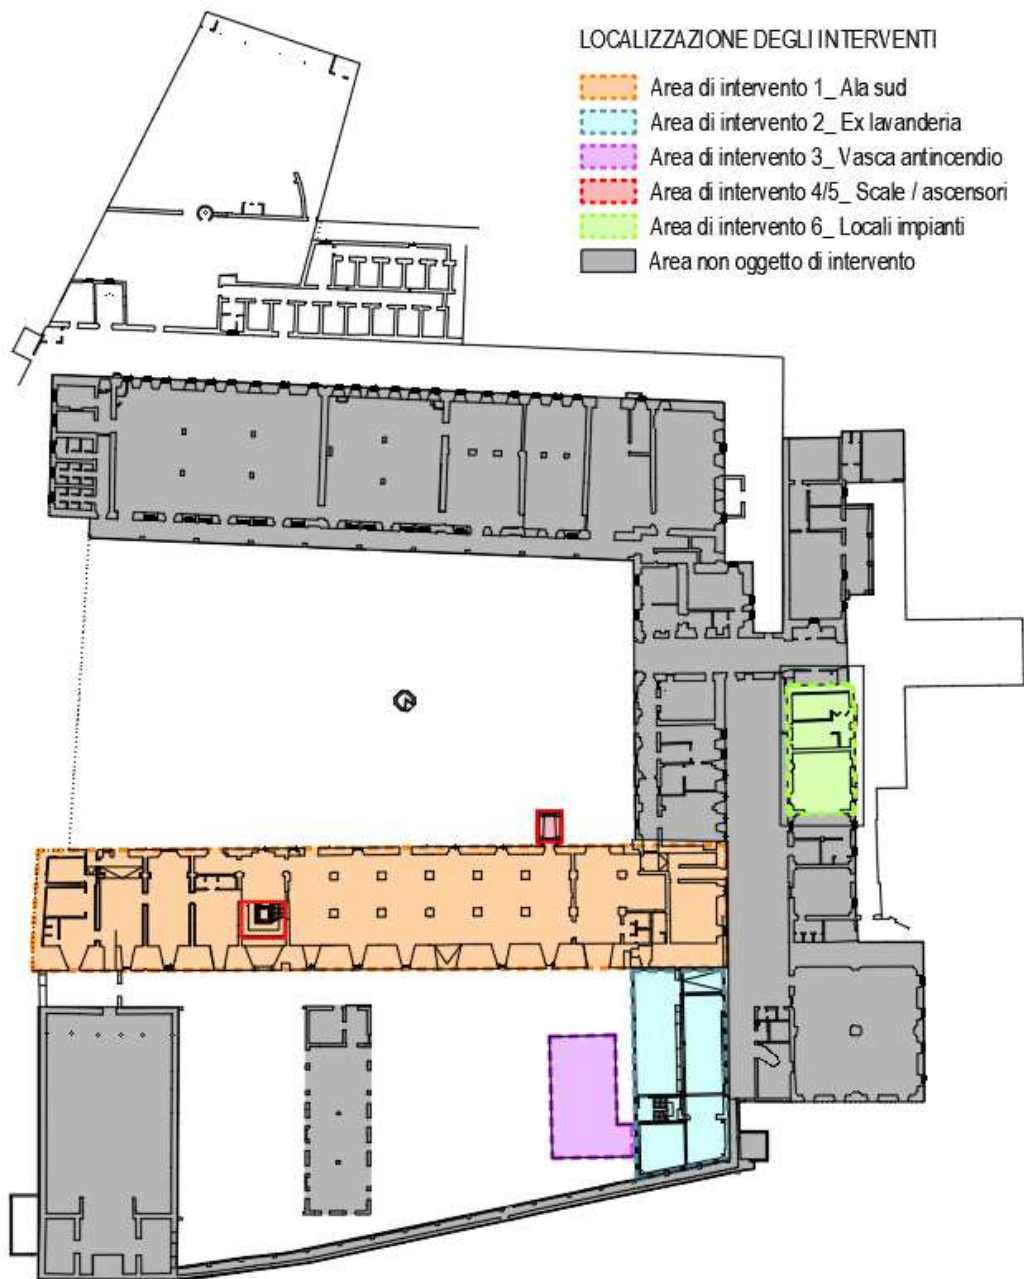 LOCALIZZAZIONE DEGLI INTERVENTI
Area di intervento 1_ Ala sud
Area di intervento 2_ Ex lavanderia
Area di intervento 3_ Vasca antincendio
Area di intervento 4/5_ Scale / ascensori
Area di intervento 6_ Locali impianti
Area non oggetto di intervento